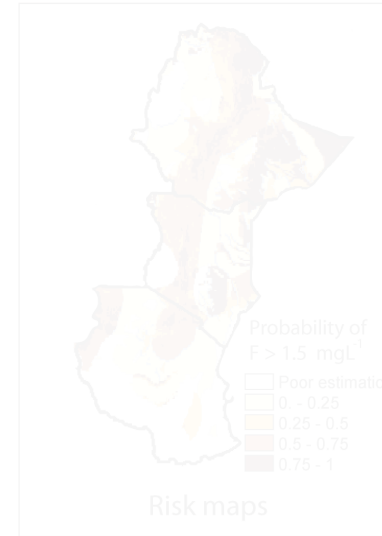 Probability of
F > 1.5 mgL¹
Poor estimatio
0 - 0.25
0.25 - 0.5
0.5 - 0.75
0.75 - 1
Risk maps